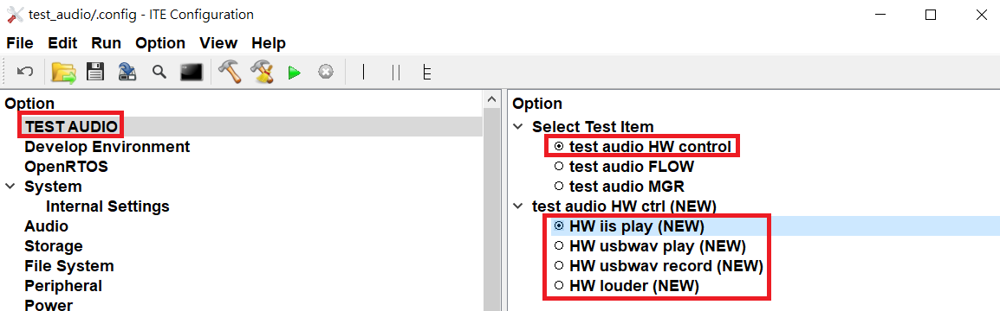 test_audio/.config - ITE Configuration
File Edit Run Option View Help
Option
TEST AUDIO
Develop Environment
OpenRTOS
System
Internal Settings
Audio
Storage
File System
Peripheral
Power
Option
Select Test Item
test audio HW control
test audio FLOW
test audio MGR
test audio HW ctrl (NEW)
HW iis play (NEW)
HW usbwav play (NEW)
HW usbwav record (NEW)
HW louder (NEW)